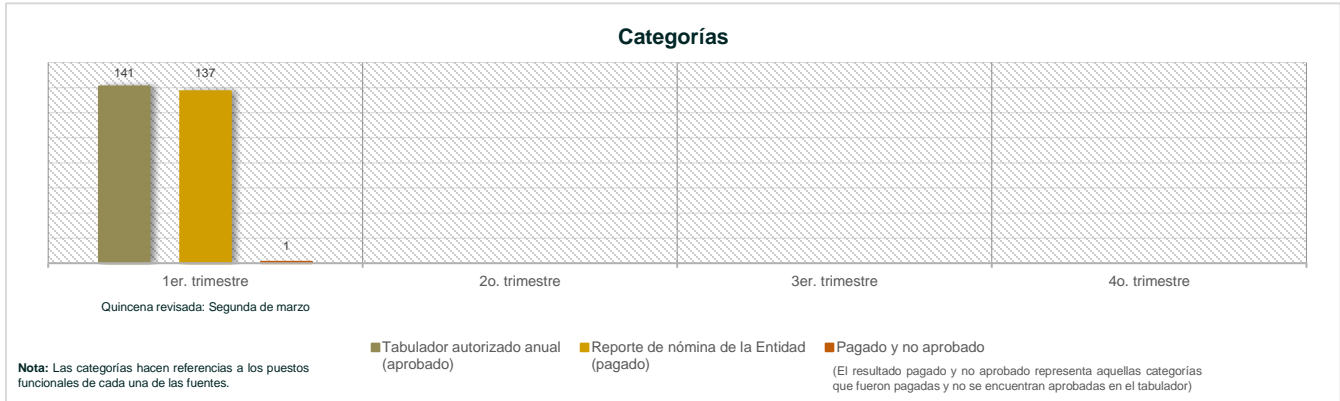 Categorías
141
137
1
1er. trimestre
2o. trimestre
3er. trimestre
4o. trimestre
Quincena revisada: Segunda de marzo
Tabulador autorizado anual
(aprobado)
Reporte de nómina de la Entidad
(pagado)
Pagado y no aprobado
(El resultado pagado y no aprobado representa aquellas categorías
que fueron pagadas y no se encuentran aprobadas en el tabulador)
Nota: Las categorías hacen referencias a los puestos
funcionales de cada una de las fuentes.